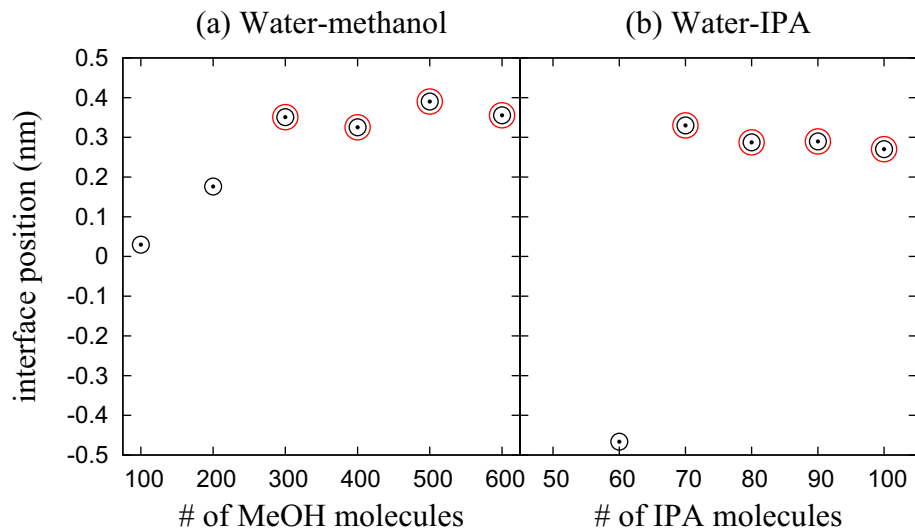 (a) Water-methanol
(b) Water-IPA
interface position (nm)
0.5
0.4
0.3
0.2
0.1
0
-0.1
-0.2
-0.3
-0.4
-0.5
100 200 300 400 500 600
50 60 70 80 90 100
# of MeOH molecules
# of IPA molecules